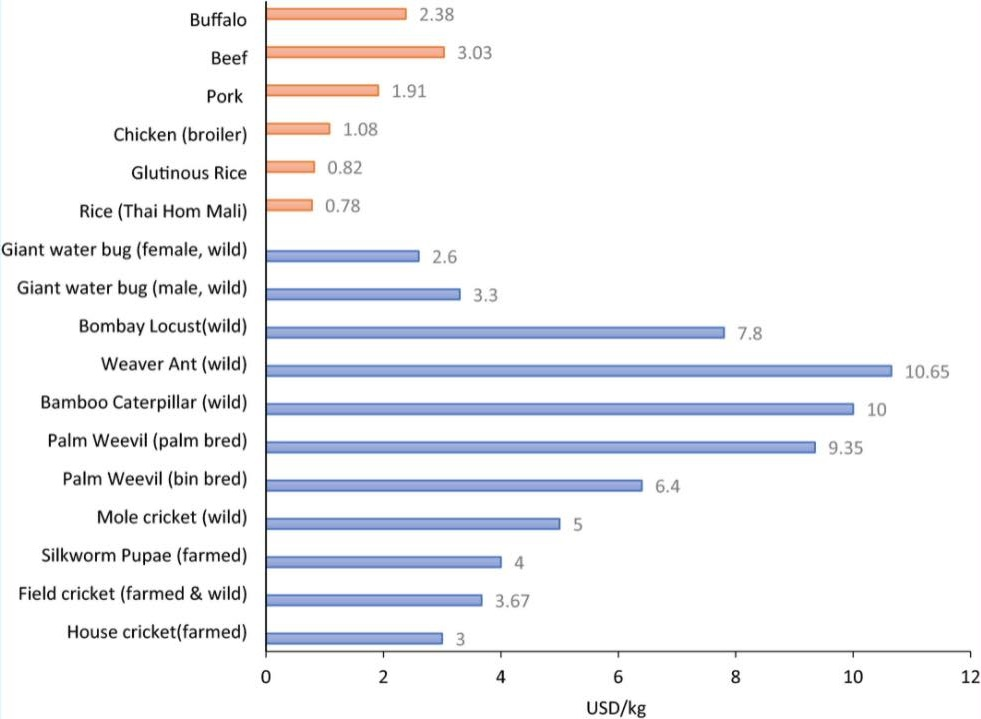 Buffalo 2.38
Beef 3.03
Pork 1.91
Chicken (broiler) 1.08
Glutinous Rice 0.82
Rice (Thai Hom Mali) 0.78
Giant water bug (female, wild) 2.6
Giant water bug (male, wild) 3.3
Bombay Locust(wild) 7.8
Weaver Ant (wild) 10.65
Bamboo Caterpillar (wild) 10
Palm Weevil (palm bred) 9.35
Palm Weevil (bin bred) 6.4
Mole cricket (wild) 5
Silkworm Pupae (farmed) 4
Field cricket (farmed & wild) 3.67
House cricket(farmed) 3
0 2 4 6 8 10 12
USD/kg